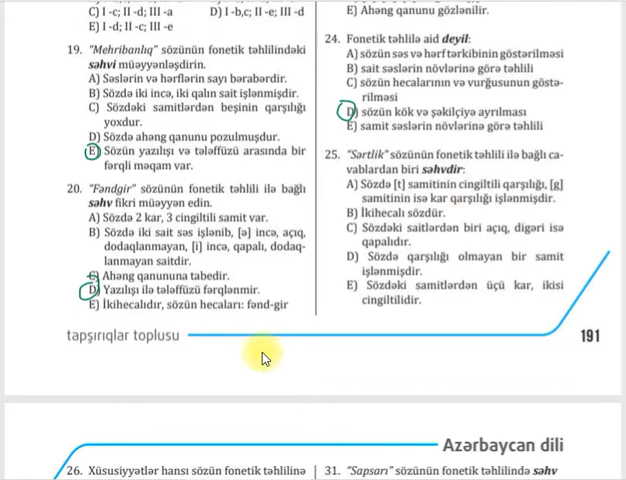 C) I -c; II -d; III -a D) I -b,c; II -e; III -d
E) I -d; II -c; III -e
19. "Mehribanlıq" sözünün fonetik təhlilindəki
səhvi müəyyənləşdirin.
A) Səslərin və hərflərin sayı bərabərdir.
B) Sözdə iki incə, iki qalın sait işlənmişdir.
C) Sözdəki samitlərdən beşinin qarşılığı
yoxdur.
D) Sözdə ahəng qanunu pozulmuşdur.
E) Sözün yazılışı və tələffüzü arasında bir
fərqli məqam var.
20. "Fəndgir" sözünün fonetik təhlili ilə bağlı
səhv fikri müəyyən edin.
A) Sözdə 2 kar, 3 cingiltili samit var.
B) Sözdə iki sait səs işlənib, [ə] incə, açıq,
dodaqlanmayan, [i] incə, qapalı, dodaq-
lanmayan saitdir.
C) Ahəng qanununa tabedir.
D) Yazılışı ilə tələffüzü fərqlənmir.
E) İkihecalıdır, sözün hecaları: fənd-gir
E) Ahəng qanunu gözlənilir.
24. Fonetik təhlilə aid deyil:
A) sözün səs və hərf tərkibinin göstərilməsi
B) sait səslərin növlərinə görə təhlili
C) sözün hecalarının və vurğusunun göstə-
rilməsi
D) sözün kök və şəkilçiyə ayrılması
E) samit səslərin növlərinə görə təhlili
25. "Sərtlik" sözünün fonetik təhlili ilə bağlı ca-
vablardan biri səhvdir:
A) Sözdə [t] samitinin cingiltili qarşılığı, [g]
samitinin isə kar qarşılığı işlənmişdir.
B) İkihecalı sözdür.
C) Sözdəki saitlərdən biri açıq, digəri isə
qapalıdır.
D) Sözdə qarşılığı olmayan bir samit
işlənmişdir.
E) Sözdəki samitlərdən üçü kar, ikisi
cingiltilidir.
tapşırıqlar toplusu 191
Azərbaycan dili
26. Xüsusiyyətlər hansı sözün fonetik təhlilinə
31. "Sapsarı" sözünün fonetik təhlilində səhv